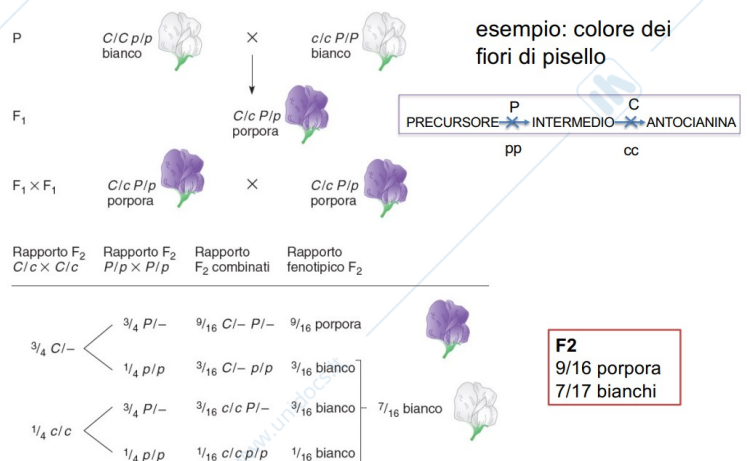 esempio: colore dei
fiori di pisello
P
C/C p/p
bianco
×
c/c P/P
bianco
P
C
PRECURSORE INTERMEDIO ANTOCIANINA
pp
cc
F₁
C/c P/p
porpora
F₁ × F₁
C/c P/p
porpora
×
C/c P/p
porpora
Rapporto F₂
C/c × C/c
Rapporto F₂
P/p × P/p
Rapporto
F₂ combinati
Rapporto
fenotipico F₂
3/4 C/–
3/4 P/– 9/16 C/– P/– 9/16 porpora
1/4 p/p 3/16 C/– p/p 3/16 bianco
1/4 c/c
3/4 P/– 3/16 c/c P/– 3/16 bianco
1/4 p/p 1/16 c/c p/p 1/16 bianco
7/16 bianco
F2
9/16 porpora
7/17 bianchi
www.unidocs.it